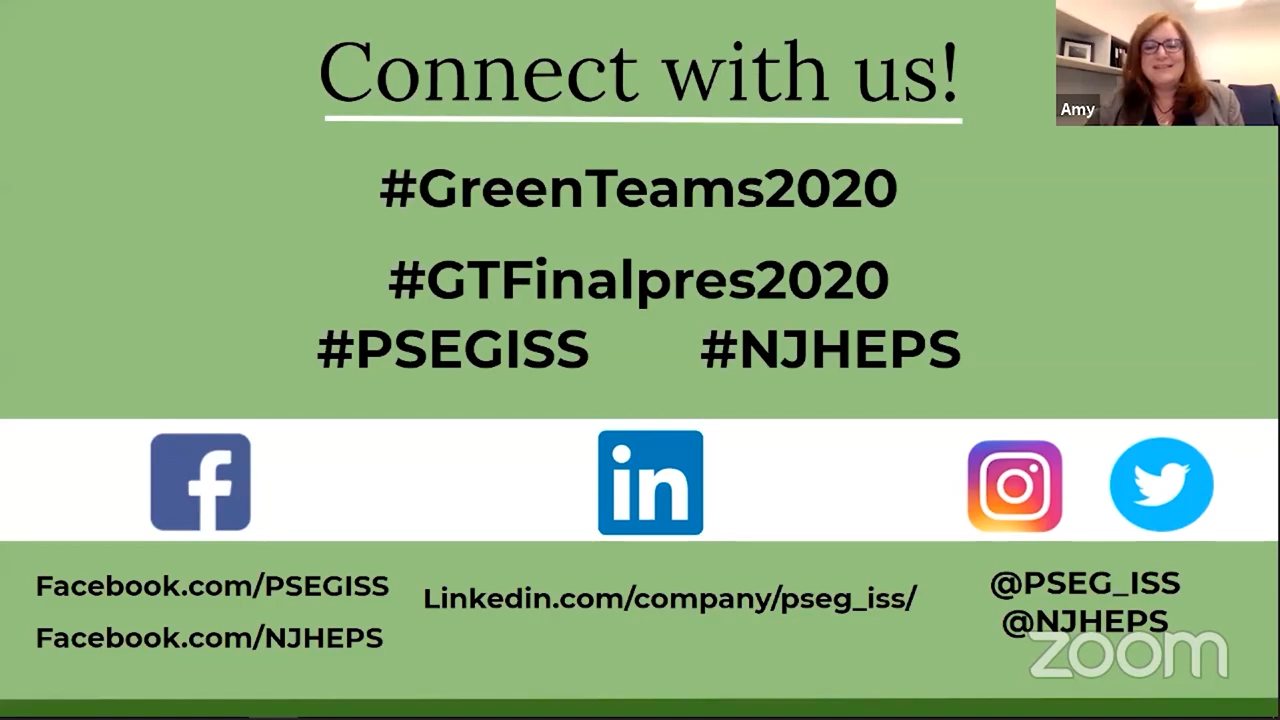 Connect with us!
Amy
#GreenTeams2020
#GTFinalpres2020
#PSEGISS #NJHEPS
f
in
Facebook.com/PSEGISS
Linkedin.com/company/pseg_iss/
@PSEG_ISS
@NJHEPS
Facebook.com/NJHEPS
zoom